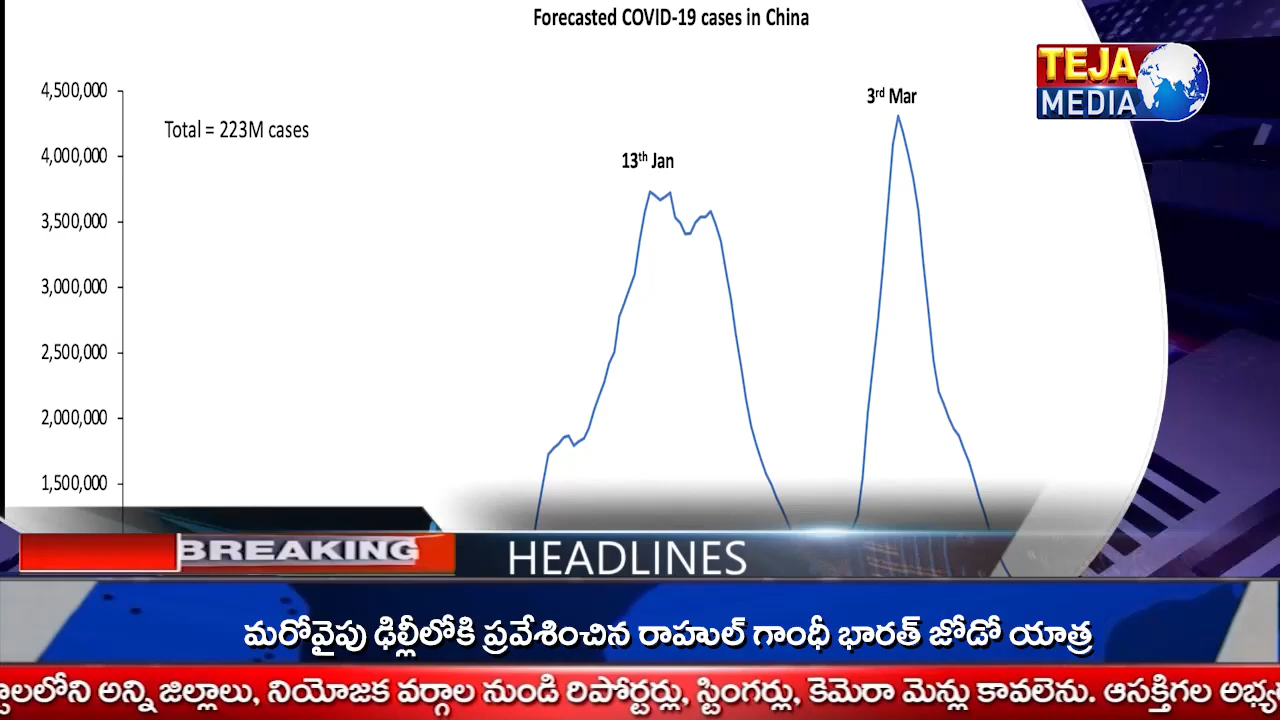 Forecasted COVID-19 cases in China
TEJA
MEDIA
3rd Mar
4,500,000
Total = 223M cases
4,000,000
13th Jan
3,500,000
3,000,000
2,500,000
2,000,000
1,500,000
BREAKING
HEADLINES
మరోవైపు ఢిల్లీలోకి ప్రవేశించిన రాహుల్ గాంధీ భారత్ జోడో యాత్ర
అన్ని జిల్లాలు, నియోజక వర్గాల నుండి రిపోర్టర్లు, స్టింగర్లు, కెమెరా మెన్లు కావలెను. ఆసక్తిగల